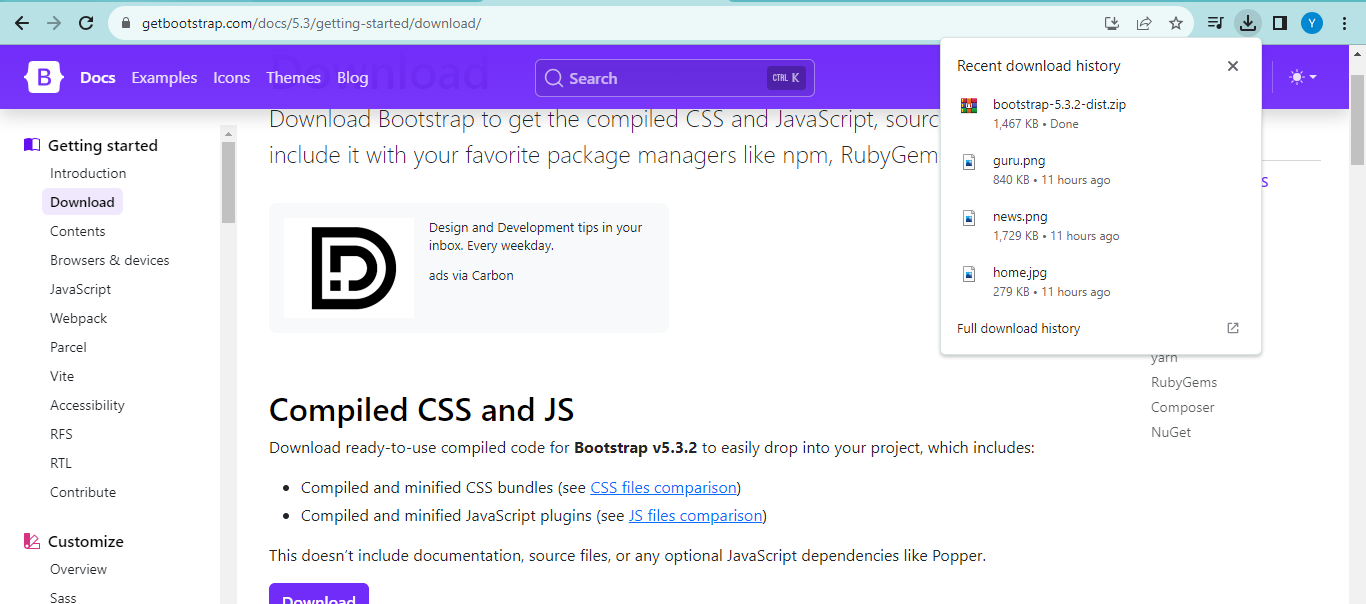 getbootstrap.com/docs/5.3/getting-started/download/
Y
B
Docs
Examples
Icons
Themes
Blog
Search
CTRL K
Download
Recent download history
bootstrap-5.3.2-dist.zip
1,467 KB • Done
guru.png
840 KB • 11 hours ago
news.png
1,729 KB • 11 hours ago
home.jpg
279 KB • 11 hours ago
Full download history
Getting started
Introduction
Download
Contents
Browsers & devices
JavaScript
Webpack
Parcel
Vite
Accessibility
RFS
RTL
Contribute
Customize
Overview
Sass
Download Bootstrap to get the compiled CSS and JavaScript, sourc
include it with your favorite package managers like npm, RubyGem
Design and Development tips in your
inbox. Every weekday.
ads via Carbon
Compiled CSS and JS
Download ready-to-use compiled code for Bootstrap v5.3.2 to easily drop into your project, which includes:
• Compiled and minified CSS bundles (see CSS files comparison)
• Compiled and minified JavaScript plugins (see JS files comparison)
This doesn’t include documentation, source files, or any optional JavaScript dependencies like Popper.
Download
S
yarn
RubyGems
Composer
NuGet